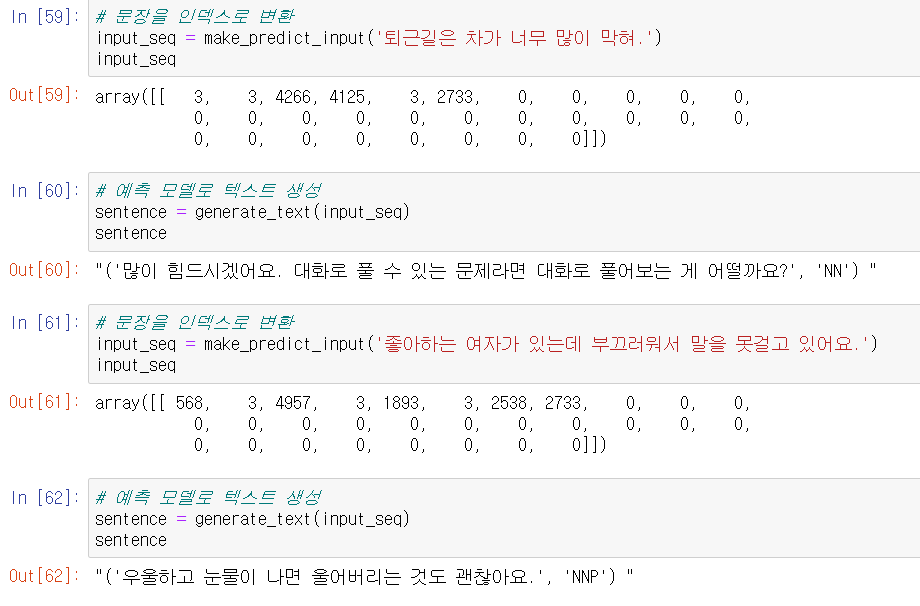 In [59]: # 문장을 인덱스로 변환
input_seq = make_predict_input('퇴근길은 차가 너무 많이 막혀.')
input_seq
Out[59]: array([[   3,    3, 4266, 4125,    3, 2733,    0,    0,    0,    0,    0,
0,    0,    0,    0,    0,    0,    0,    0,    0,    0,    0,
0,    0,    0,    0,    0,    0,    0,    0]])
In [60]: # 예측 모델로 텍스트 생성
sentence = generate_text(input_seq)
sentence
Out[60]: "('많이 힘드시겠어요. 대화로 풀 수 있는 문제라면 대화로 풀어보는 게 어떨까요?', 'NN') "
In [61]: # 문장을 인덱스로 변환
input_seq = make_predict_input('좋아하는 여자가 있는데 부끄러워서 말을 못걸고 있어요.')
input_seq
Out[61]: array([[ 568,    3, 4957,    3, 1893,    3, 2538, 2733,    0,    0,    0,
0,    0,    0,    0,    0,    0,    0,    0,    0,    0,    0,
0,    0,    0,    0,    0,    0,    0,    0]])
In [62]: # 예측 모델로 텍스트 생성
sentence = generate_text(input_seq)
sentence
Out[62]: "('우울하고 눈물이 나면 울어버리는 것도 괜찮아요.', 'NNP') "